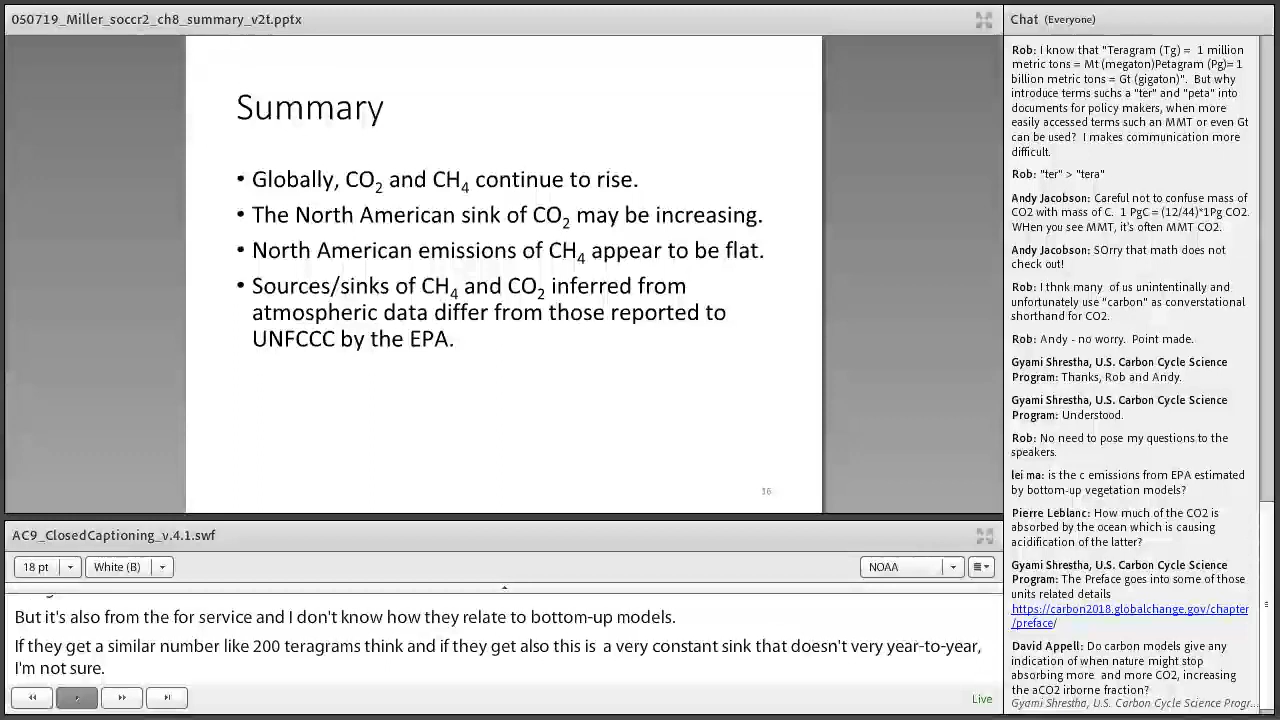 050719_Miller_soccr2_ch8_summary_v2t.pptx
Summary
• Globally, CO2 and CH4 continue to rise.
• The North American sink of CO2 may be increasing.
• North American emissions of CH4 appear to be flat.
• Sources/sinks of CH4 and CO2 inferred from
atmospheric data differ from those reported to
UNFCCC by the EPA.
16
AC9_ClosedCaptioning_v.4.1.swf
18 pt
White (B)
NOAA
But it's also from the for service and I don't know how they relate to bottom-up models.
If they get a similar number like 200 teragrams think and if they get also this is a very constant sink that doesn't very year-to-year,
I'm not sure.
Live
Chat (Everyone)
Rob: I know that "Teragram (Tg) = 1 million
metric tons = Mt (megaton)Petagram (Pg)= 1
billion metric tons = Gt (gigaton)". But why
introduce terms suchs a "ter" and "peta" into
documents for policy makers, when more
easily accessed terms such an MMT or even Gt
can be used? I makes communication more
difficult.
Rob: "ter" > "tera"
Andy Jacobson: Careful not to confuse mass of
CO2 with mass of C. 1 PgC = (12/44)*1Pg CO2.
WHen you see MMT, it's often MMT CO2.
Andy Jacobson: SOrry that math does not
check out!
Rob: I thnk many of us unintentinally and
unfortunately use "carbon" as converstational
shorthand for CO2.
Rob: Andy - no worry. Point made.
Gyami Shrestha, U.S. Carbon Cycle Science
Program: Thanks, Rob and Andy.
Gyami Shrestha, U.S. Carbon Cycle Science
Program: Understood.
Rob: No need to pose my questions to the
speakers.
lei ma: is the c emissions from EPA estimated
by bottom-up vegetation models?
Pierre Leblanc: How much of the CO2 is
absorbed by the ocean which is causing
acidification of the latter?
Gyami Shrestha, U.S. Carbon Cycle Science
Program: The Preface goes into some of those
units related details
https://carbon2018.globalchange.gov/chapter
/preface/
David Appell: Do carbon models give any
indication of when nature might stop
absorbing more and more CO2, increasing
the aCO2 irborne fraction?
Gyami Shrestha, U.S. Carbon Cycle Science Progr...